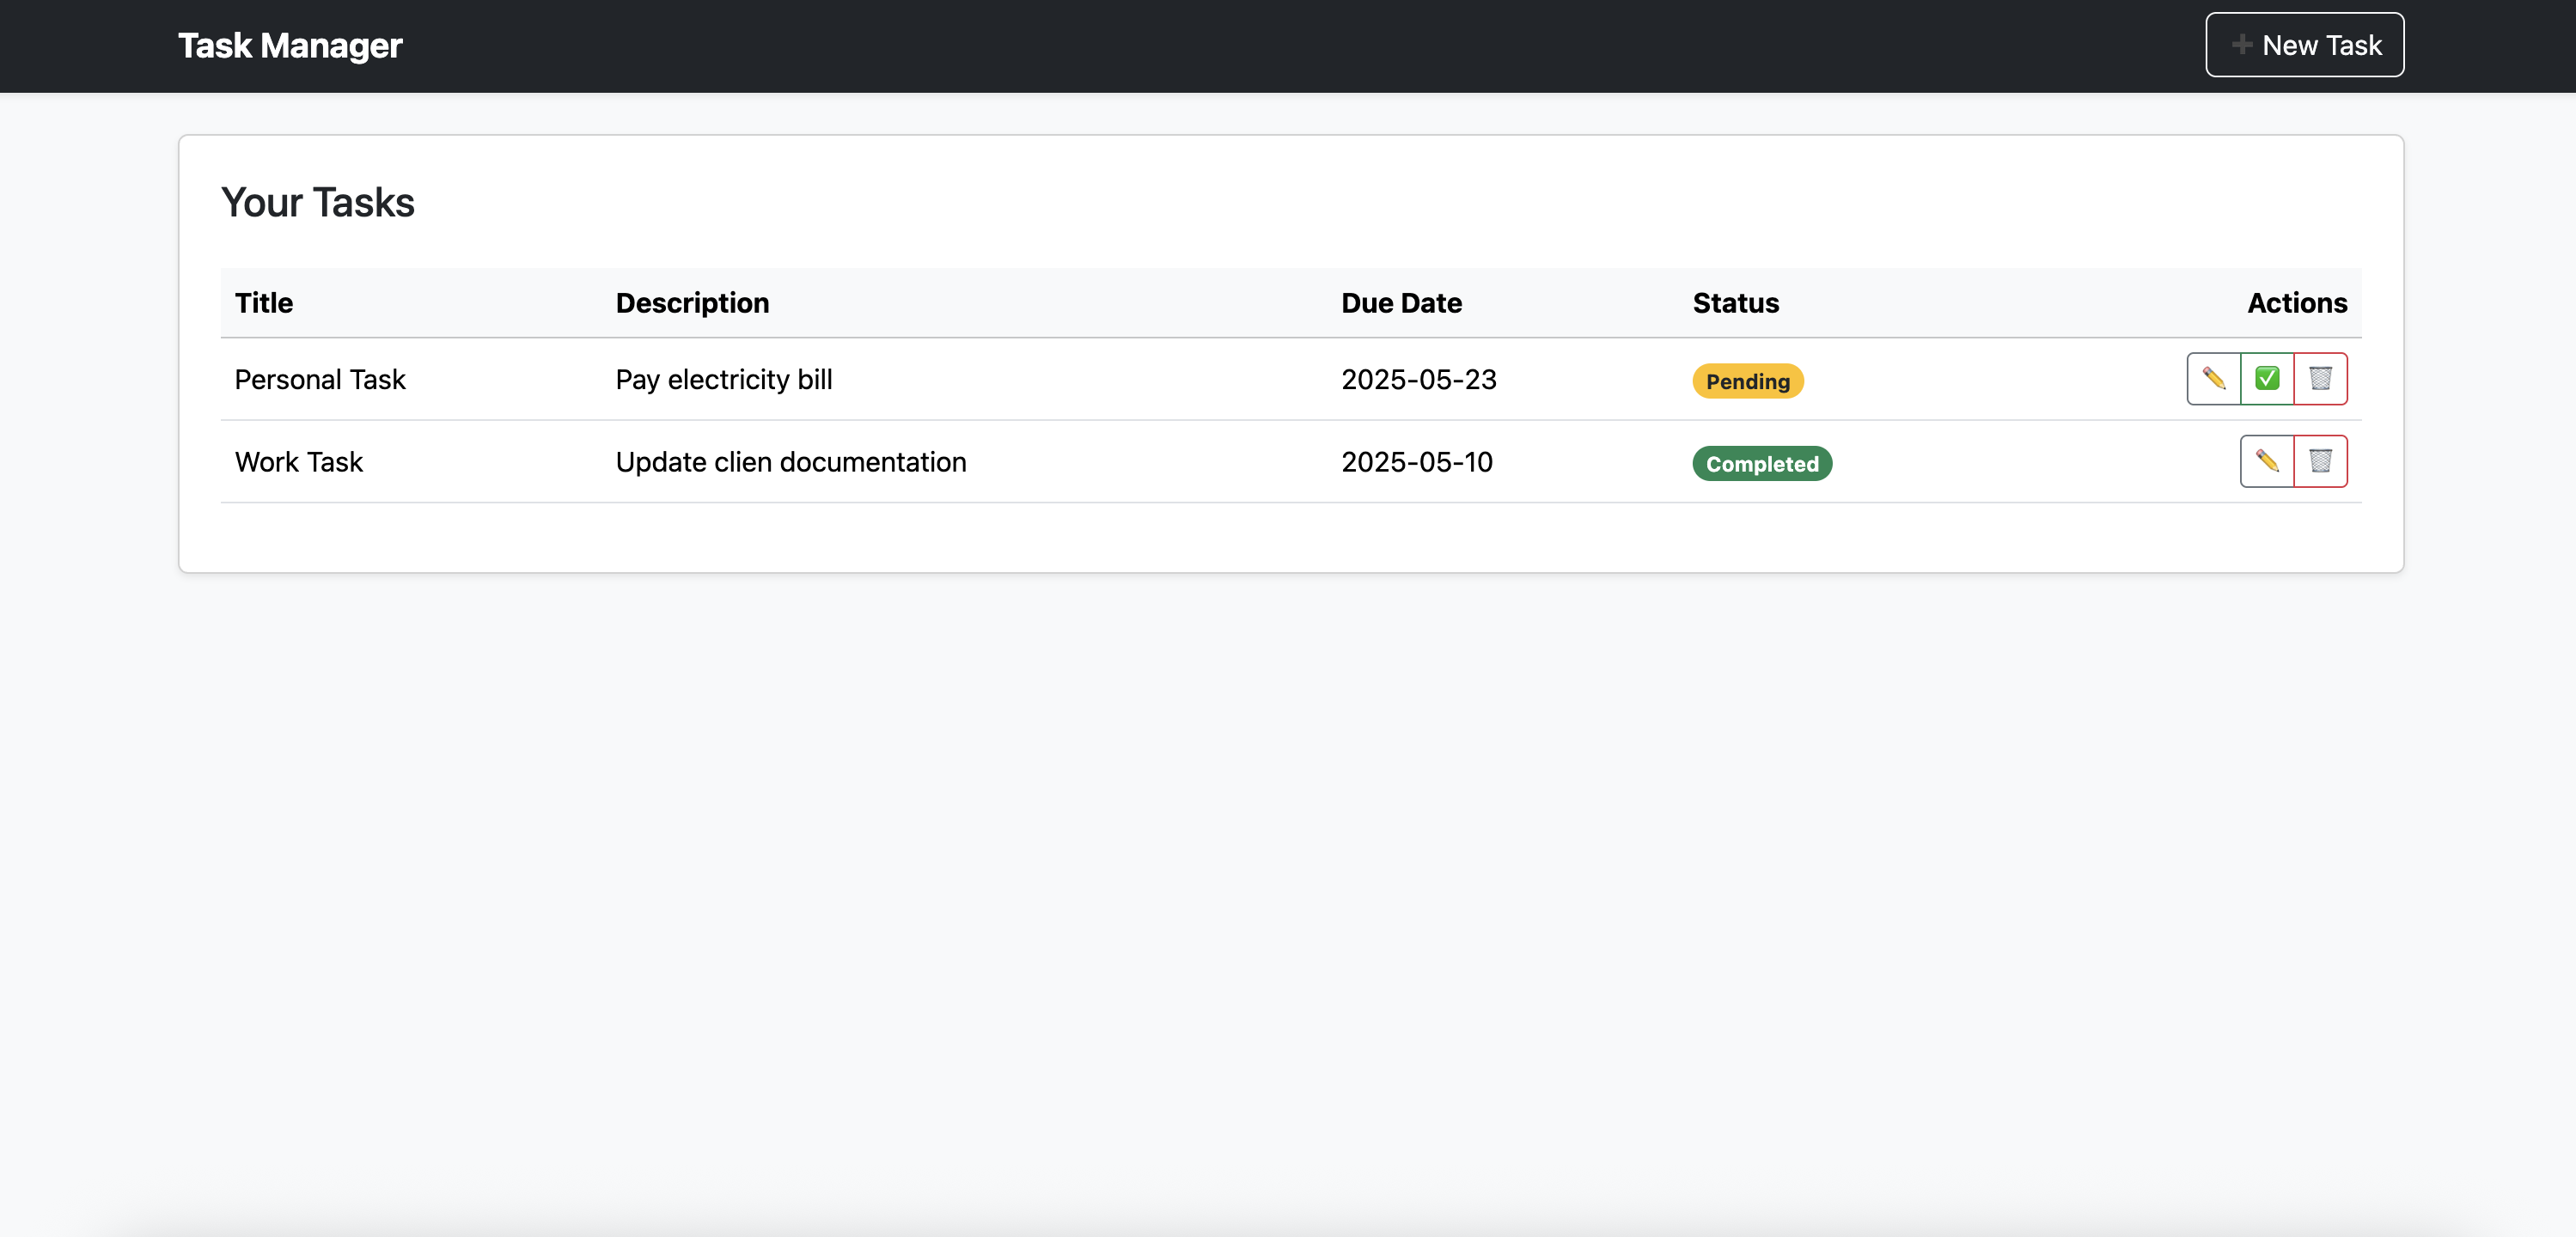 Task Manager
➕ New Task
Your Tasks
Title Description Due Date Status Actions
Personal Task Pay electricity bill 2025-05-23 Pending
Work Task Update clien documentation 2025-05-10 Completed